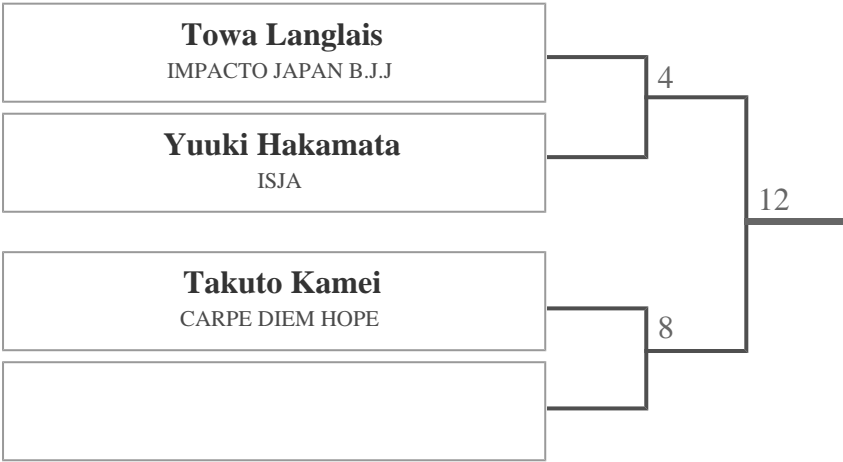 Towa Langlais
IMPACTO JAPAN B.J.J
4
Yuuki Hakamata
ISJA
12
Takuto Kamei
CARPE DIEM HOPE
8